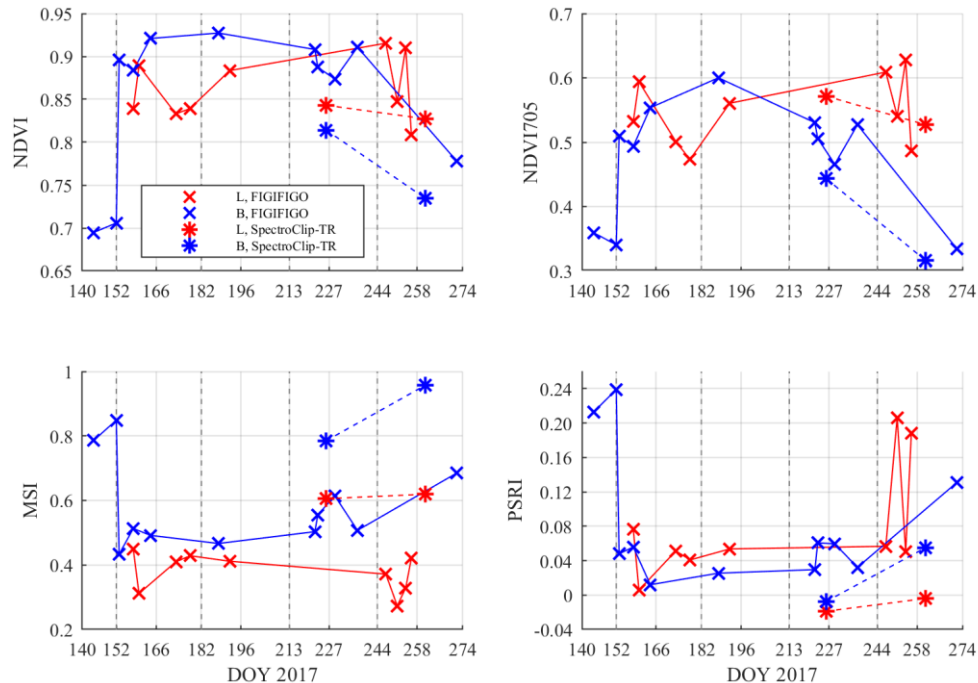 NDVI
0.95
0.9
0.85
0.8
0.75
0.7
0.65
140 152 166 182 196 213 227 244 258 274
L, FIGIFIGO
B, FIGIFIGO
L, SpectroClip-TR
B, SpectroClip-TR
NDVI705
0.7
0.6
0.5
0.4
0.3
140 152 166 182 196 213 227 244 258 274
MSI
1
0.8
0.6
0.4
0.2
140 152 166 182 196 213 227 244 258 274
DOY 2017
PSRI
0.24
0.20
0.16
0.12
0.08
0.04
0
-0.04
140 152 166 182 196 213 227 244 258 274
DOY 2017